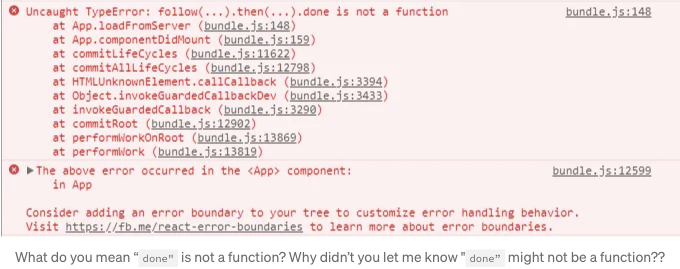 Uncaught TypeError: follow(...).then(...).done is not a function bundle.js:148
at App.loadFromServer (bundle.js:148)
at App.componentDidMount (bundle.js:159)
at commitLifeCycles (bundle.js:11622)
at commitAllLifeCycles (bundle.js:12798)
at HTMLUnknownElement.callCallback (bundle.js:3394)
at Object.invokeGuardedCallbackDev (bundle.js:3433)
at invokeGuardedCallback (bundle.js:3290)
at commitRoot (bundle.js:12902)
at performWorkOnRoot (bundle.js:13869)
at performWork (bundle.js:13819)
The above error occurred in the <App> component: bundle.js:12599
in App
Consider adding an error boundary to your tree to customize error handling behavior.
Visit https://fb.me/react-error-boundaries to learn more about error boundaries.
What do you mean “done” is not a function? Why didn’t you let me know ”done” might not be a function??